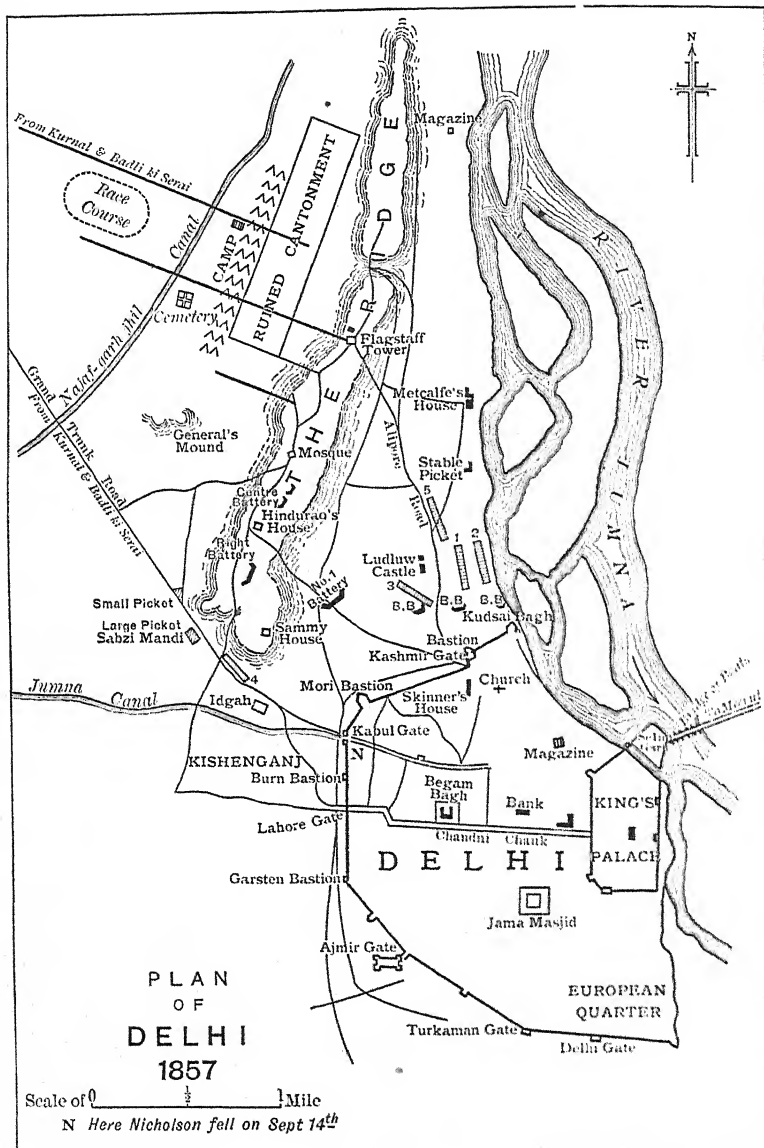 N
Magazine
From Kurnal & Badli ki Serai
Race
Course
Canal
CAMP
RUINED CANTONMENT
THE RIDGE
RIVER JUMNA
Cemetery
Flagstaff
Tower
Najaf-garh jhil
Metcalfe's
House
Grand Trunk Road
From Kurnal & Badli ki Serai
General's
Mound
Alipore Road
Mosque
Stable
Picket
Centre
Battery
5
Hindurao's
House
1
2
Right
Battery
Ludluw
Castle
No. 1
Battery
3
B.B
B.B
B.B
Small Picket
Kudsai Bagh
Large Picket
Sabzi Mandi
Sammy
House
Bastion
Kashmir Gate
4
Mori Bastion
Skinner's
House
Church
Jumna Canal
Idgah
Bridge of Boats
Kabul Gate
N
Magazine
KISHENGANJ
Burn Bastion
Begam
Bagh
Bank
KING'S
PALACE
Lahore Gate
Chandni Chauk
DELHI
Garsten Bastion
Jama Masjid
Ajmir Gate
EUROPEAN
QUARTER
Turkaman Gate
Delhi Gate
PLAN
OF
DELHI
1857
Scale of 0 ½ 1 Mile
N Here Nicholson fell on Sept 14th